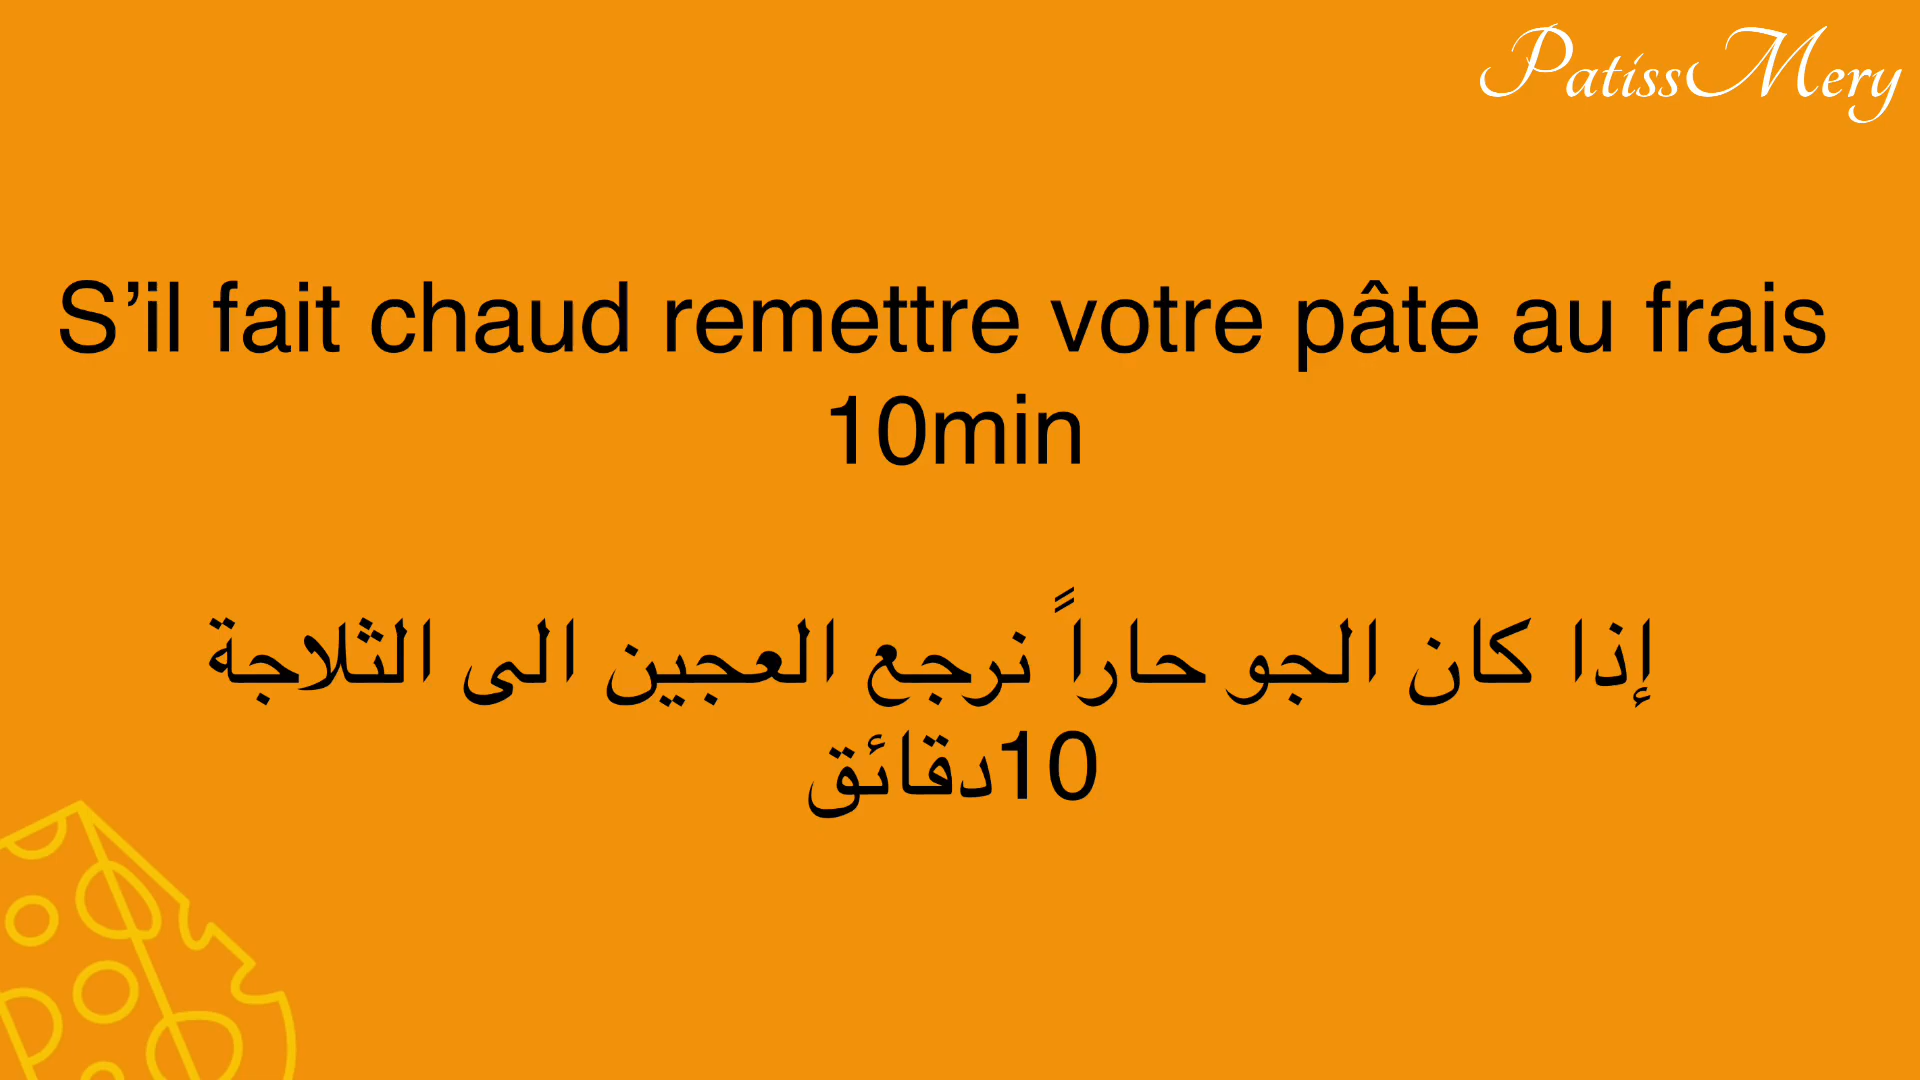 PatissMery
S’il fait chaud remettre votre pâte au frais
10min
إذا كان الجو حاراً نرجع العجين الى الثلاجة
10دقائق